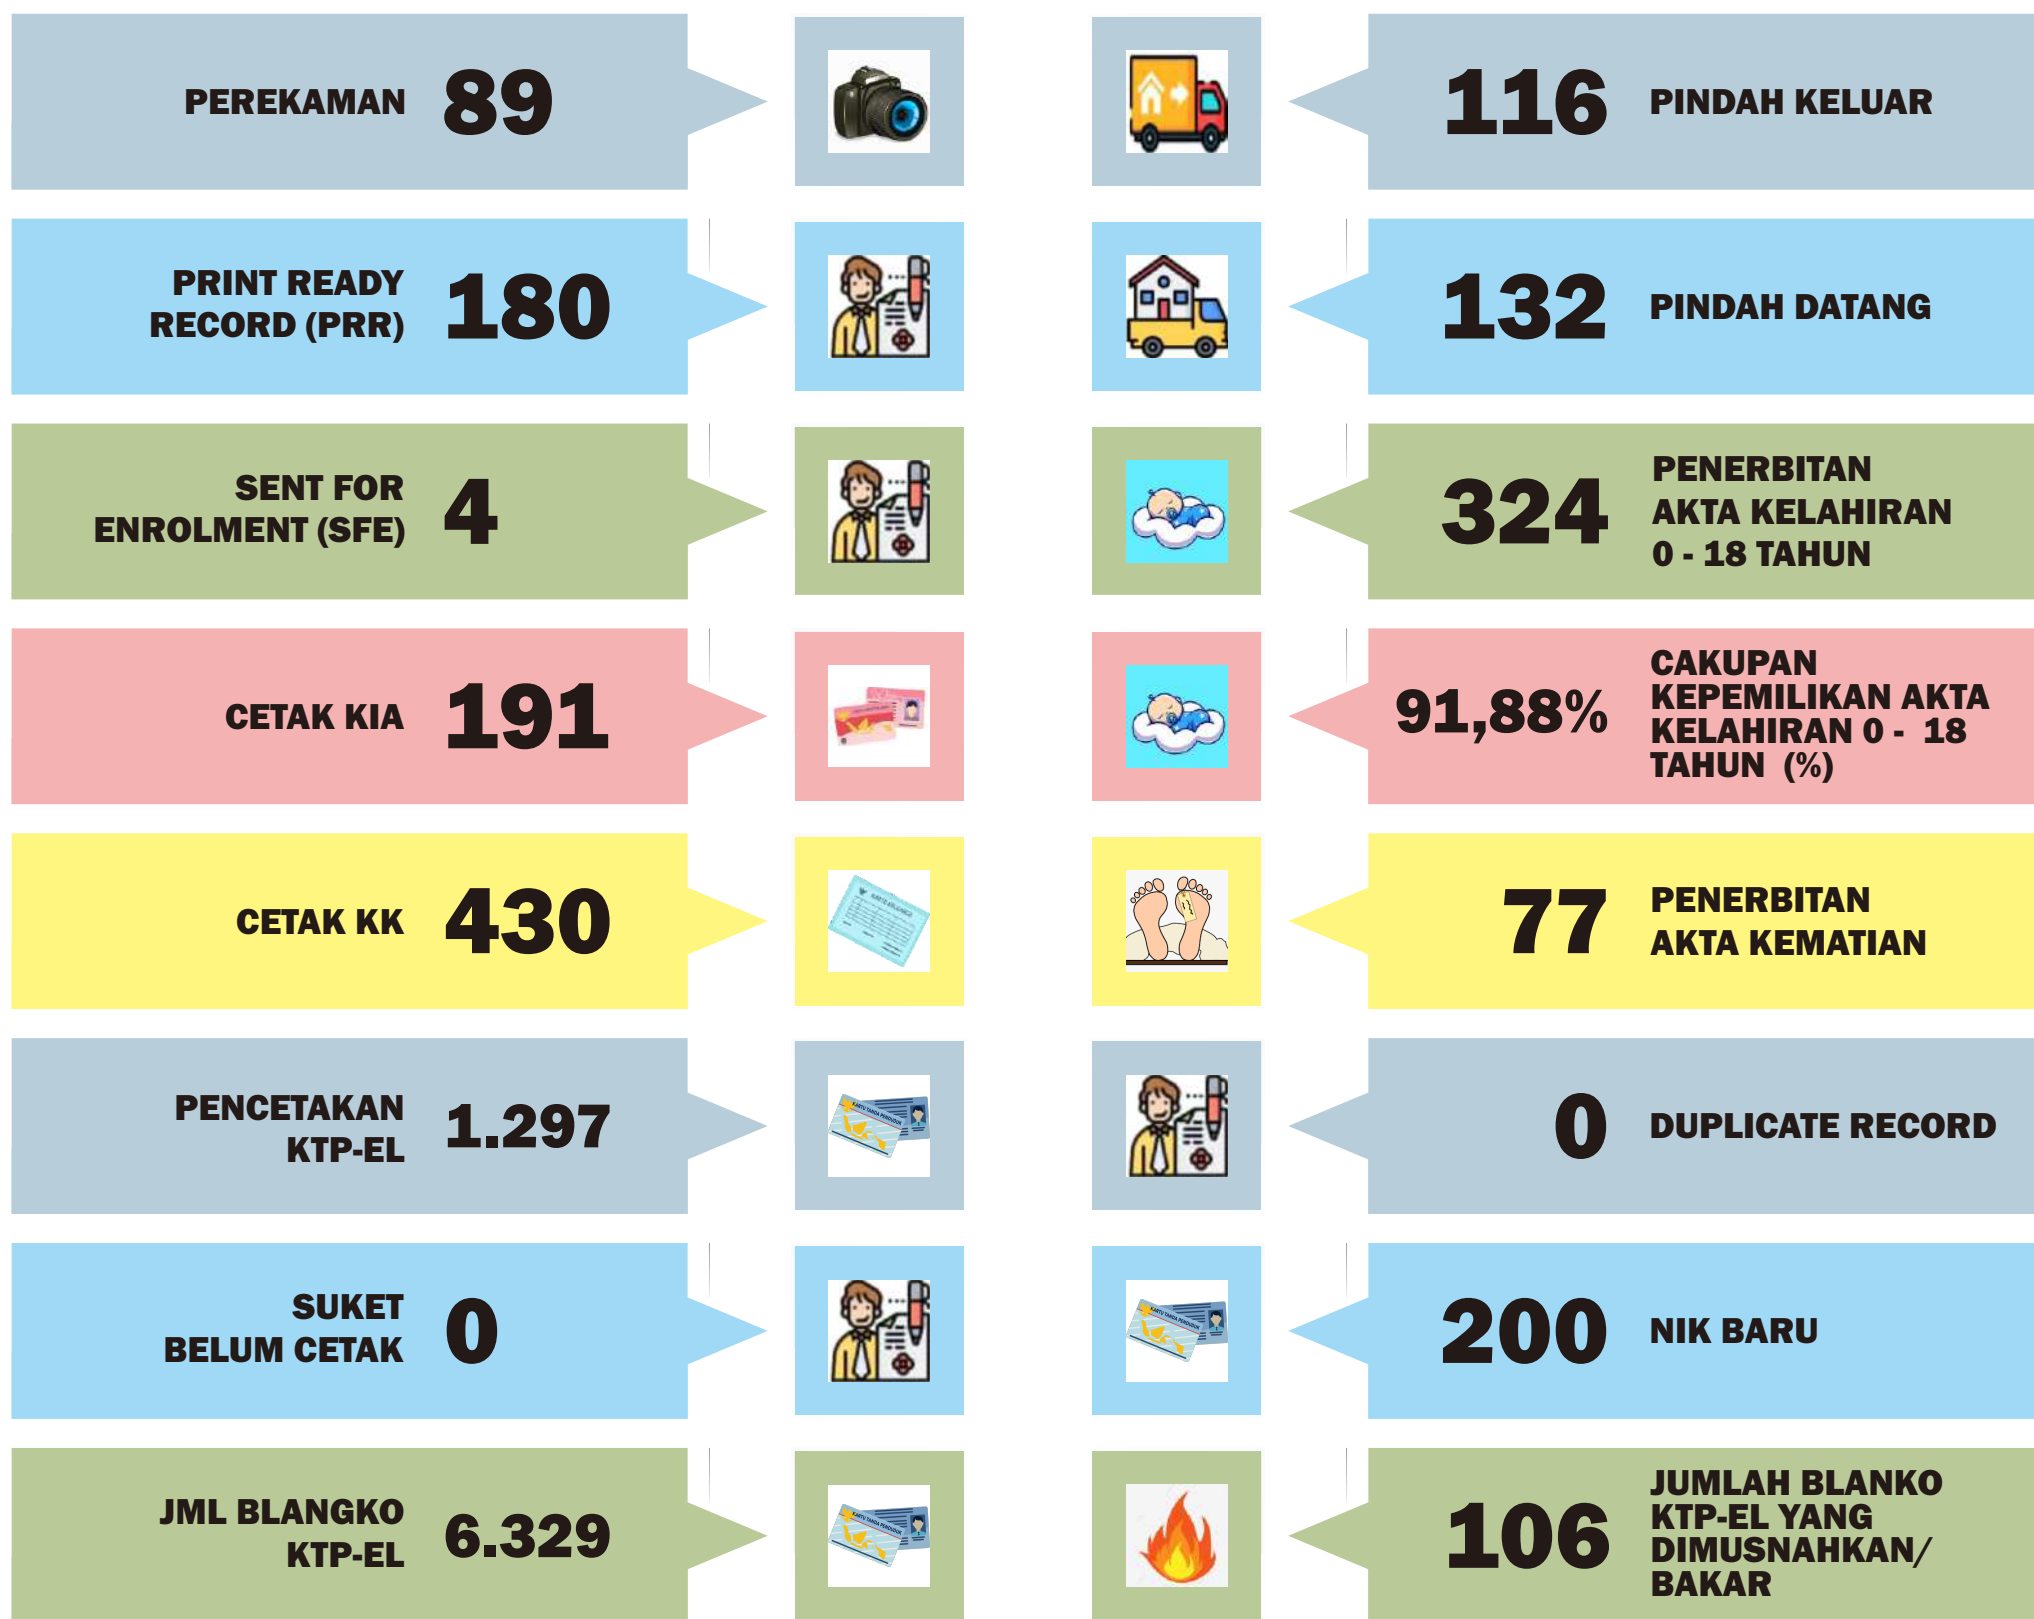 PEREKAMAN 89
116 PINDAH KELUAR
PRINT READY
RECORD (PRR)
180
132 PINDAH DATANG
SENT FOR
ENROLMENT (SFE)
4
324
PENERBITAN
AKTA KELAHIRAN
0 - 18 TAHUN
CETAK KIA 191
91,88%
CAKUPAN
KEPEMILIKAN AKTA
KELAHIRAN 0 - 18
TAHUN (%)
CETAK KK 430
77
PENERBITAN
AKTA KEMATIAN
PENCETAKAN
KTP-EL
1.297
0 DUPLICATE RECORD
SUKET
BELUM CETAK
0
200 NIK BARU
JML BLANGKO
KTP-EL
6.329
106
JUMLAH BLANKO
KTP-EL YANG
DIMUSNAHKAN/
BAKAR